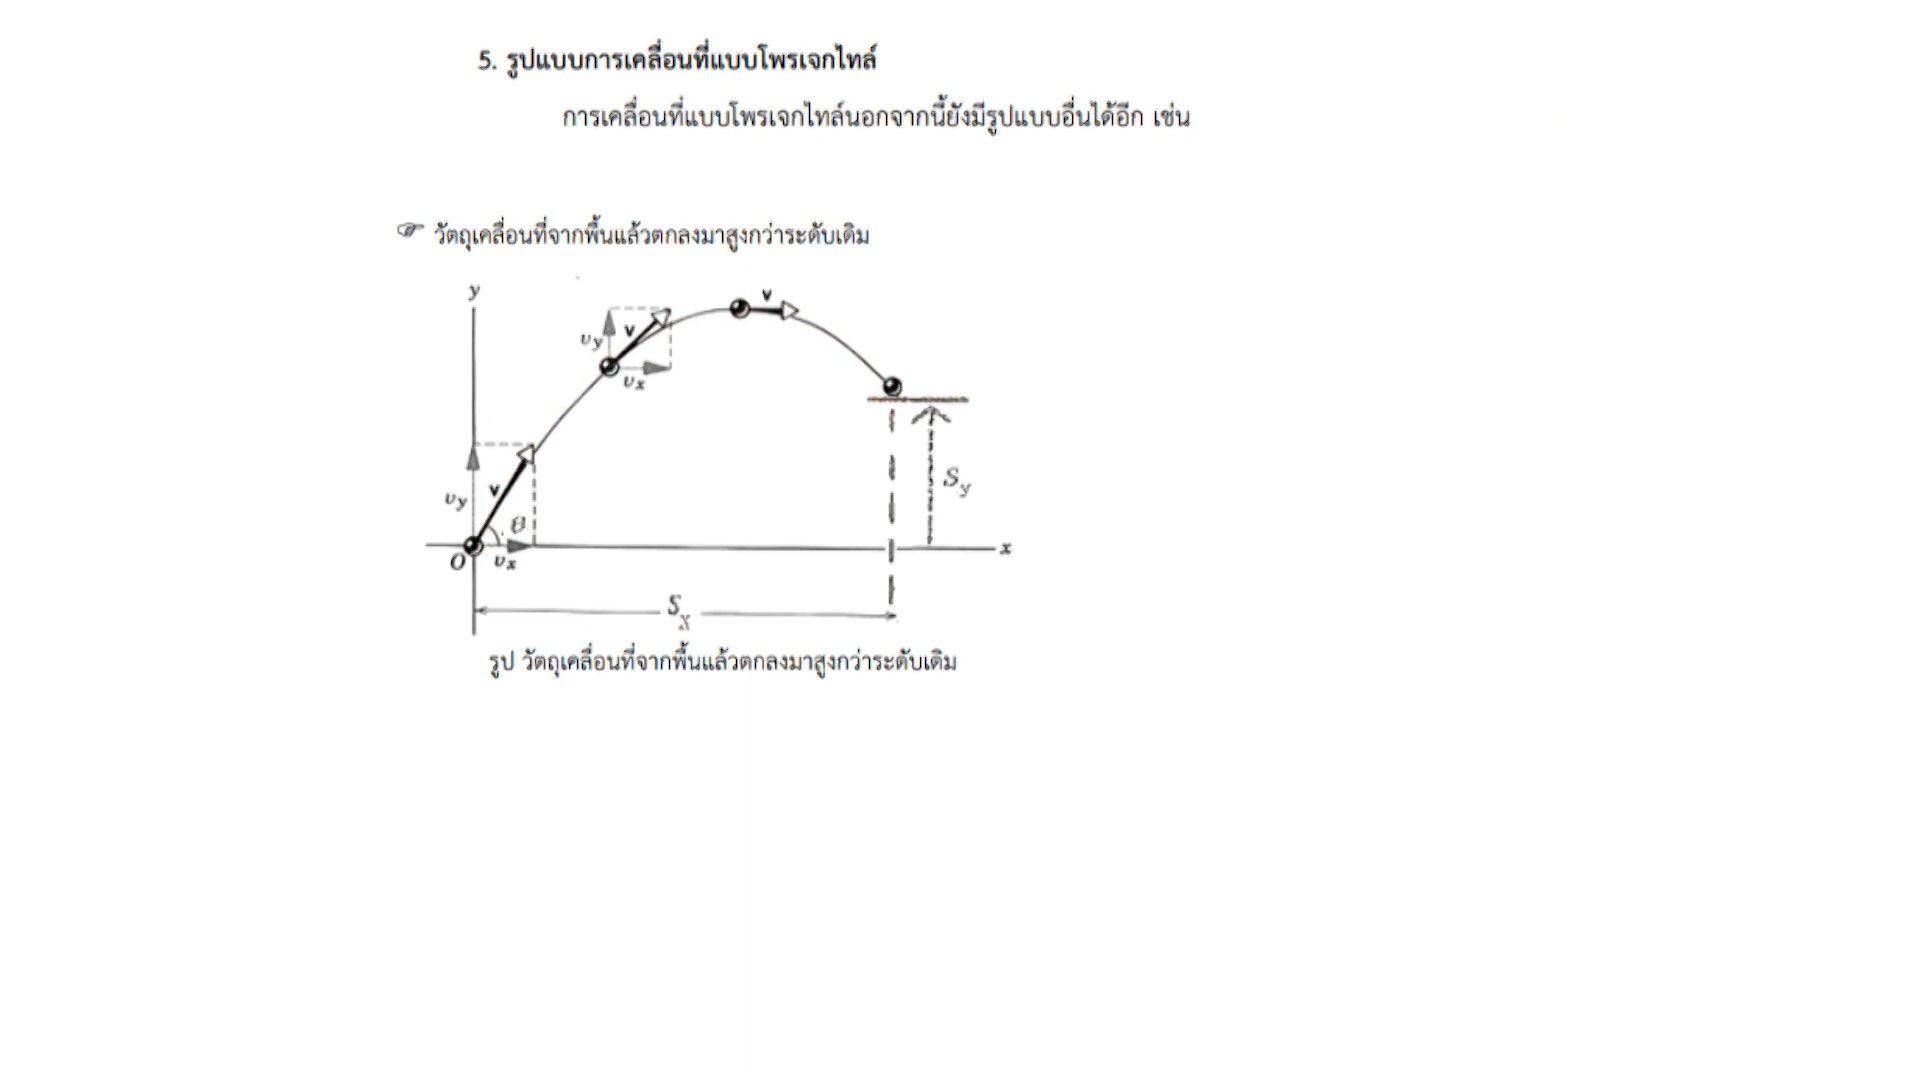 5. รูปแบบการเคลื่อนที่แบบโพรเจกไทล์
การเคลื่อนที่แบบโพรเจกไทล์นอกจากนี้ยังมีรูปแบบอื่นได้อีก เช่น
☞ วัตถุเคลื่อนที่จากพื้นแล้วตกลงมาสูงกว่าระดับเดิม
y
v
v
υy
υx
v
υy
θ
Sy
O
υx
x
Sx
รูป วัตถุเคลื่อนที่จากพื้นแล้วตกลงมาสูงกว่าระดับเดิม